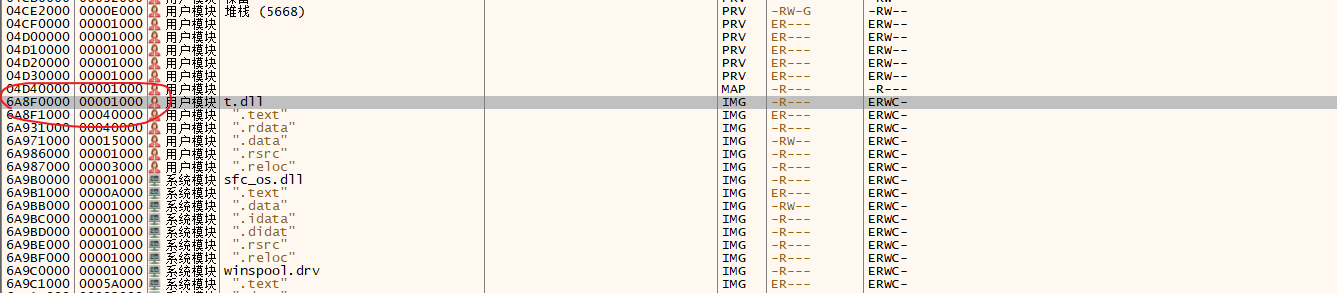 04CE2000 0000E000 用户模块 堆栈 (5668) PRV -RW-G -RW--
04CF0000 00001000 用户模块 PRV ER--- ERW--
04D00000 00001000 用户模块 PRV ER--- ERW--
04D10000 00001000 用户模块 PRV ER--- ERW--
04D20000 00001000 用户模块 PRV ER--- ERW--
04D30000 00001000 用户模块 PRV ER--- ERW--
04D40000 00001000 用户模块 MAP -R--- -R---
6A8F0000 00001000 用户模块 t.dll IMG -R--- ERWC-
6A8F1000 00040000 用户模块 ".text" IMG ER--- ERWC-
6A931000 00040000 用户模块 ".rdata" IMG -R--- ERWC-
6A971000 00015000 用户模块 ".data" IMG -RW-- ERWC-
6A986000 00001000 用户模块 ".rsrc" IMG -R--- ERWC-
6A987000 00003000 用户模块 ".reloc" IMG -R--- ERWC-
6A9B0000 00001000 系统模块 sfc_os.dll IMG -R--- ERWC-
6A9B1000 0000A000 系统模块 ".text" IMG ER--- ERWC-
6A9BB000 00001000 系统模块 ".data" IMG -RW-- ERWC-
6A9BC000 00001000 系统模块 ".idata" IMG -R--- ERWC-
6A9BD000 00001000 系统模块 ".didat" IMG -R--- ERWC-
6A9BE000 00001000 系统模块 ".rsrc" IMG -R--- ERWC-
6A9BF000 00001000 系统模块 ".reloc" IMG -R--- ERWC-
6A9C0000 00001000 系统模块 winspool.drv IMG -R--- ERWC-
6A9C1000 0005A000 系统模块 ".text" IMG ER--- ERWC-